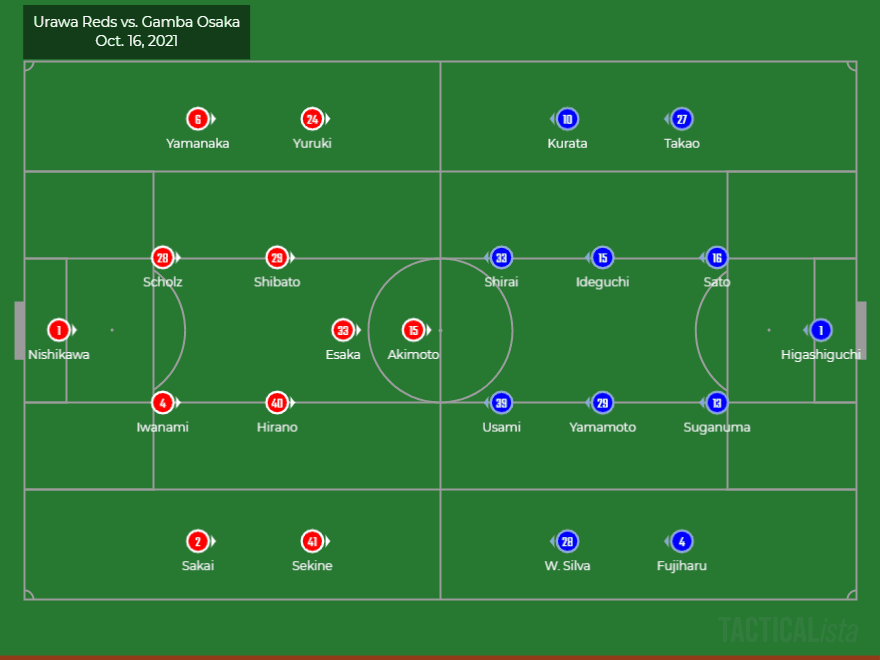 Urawa Reds vs. Gamba Osaka
Oct. 16, 2021
6 24 10 27
Yamanaka Yuruki Kurata Takao
28 29 33 15 16
Scholz Shibato Shirai Ideguchi Sato
1 33 15 1
Nishikawa Esaka Akimoto Higashiguchi
4 40 39 29 13
Iwanami Hirano Usami Yamamoto Suganuma
2 41 28 4
Sakai Sekine W. Silva Fujiharu
TACTICALista